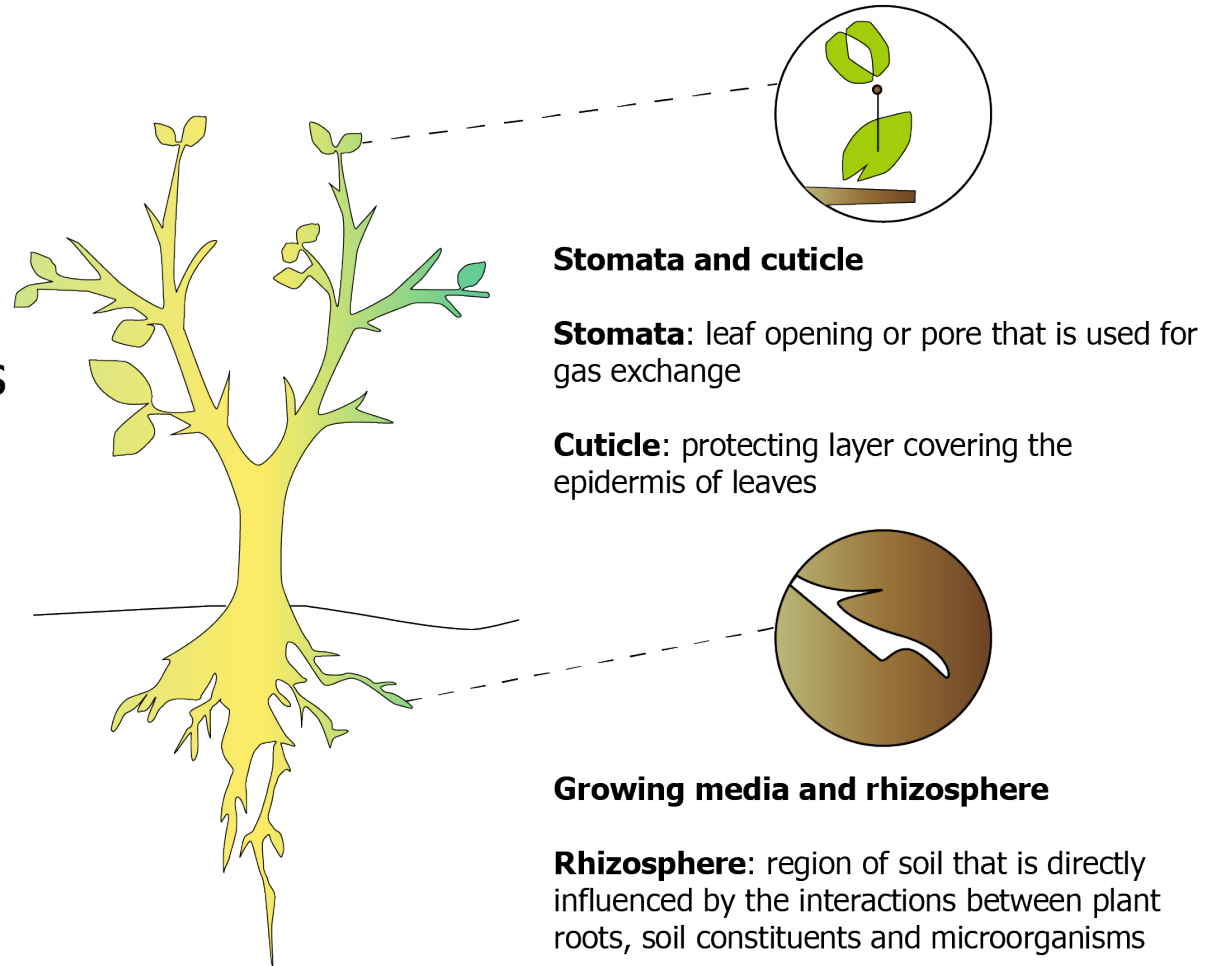 Stomata and cuticle
Stomata: leaf opening or pore that is used for
gas exchange
s
Cuticle: protecting layer covering the
epidermis of leaves
Growing media and rhizosphere
Rhizosphere: region of soil that is directly
influenced by the interactions between plant
roots, soil constituents and microorganisms